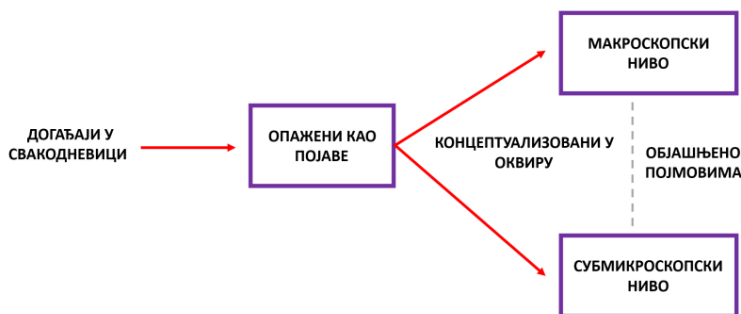 ДОГАЂАЈИ У
СВАКОДНЕВИЦИ
ОПАЖЕНИ КАО
ПОЈАВЕ
КОНЦЕПТУАЛИЗОВАНИ У
ОКВИРУ
МАКРОСКОПСКИ
НИВО
ОБЈАШЊЕНО
ПОЈМОВИМА
СУБМИКРОСКОПСКИ
НИВО